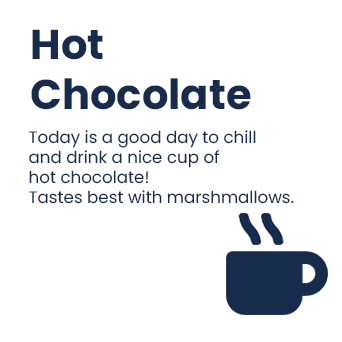 Hot
Chocolate
Today is a good day to chill
and drink a nice cup of
hot chocolate!
Tastes best with marshmallows.